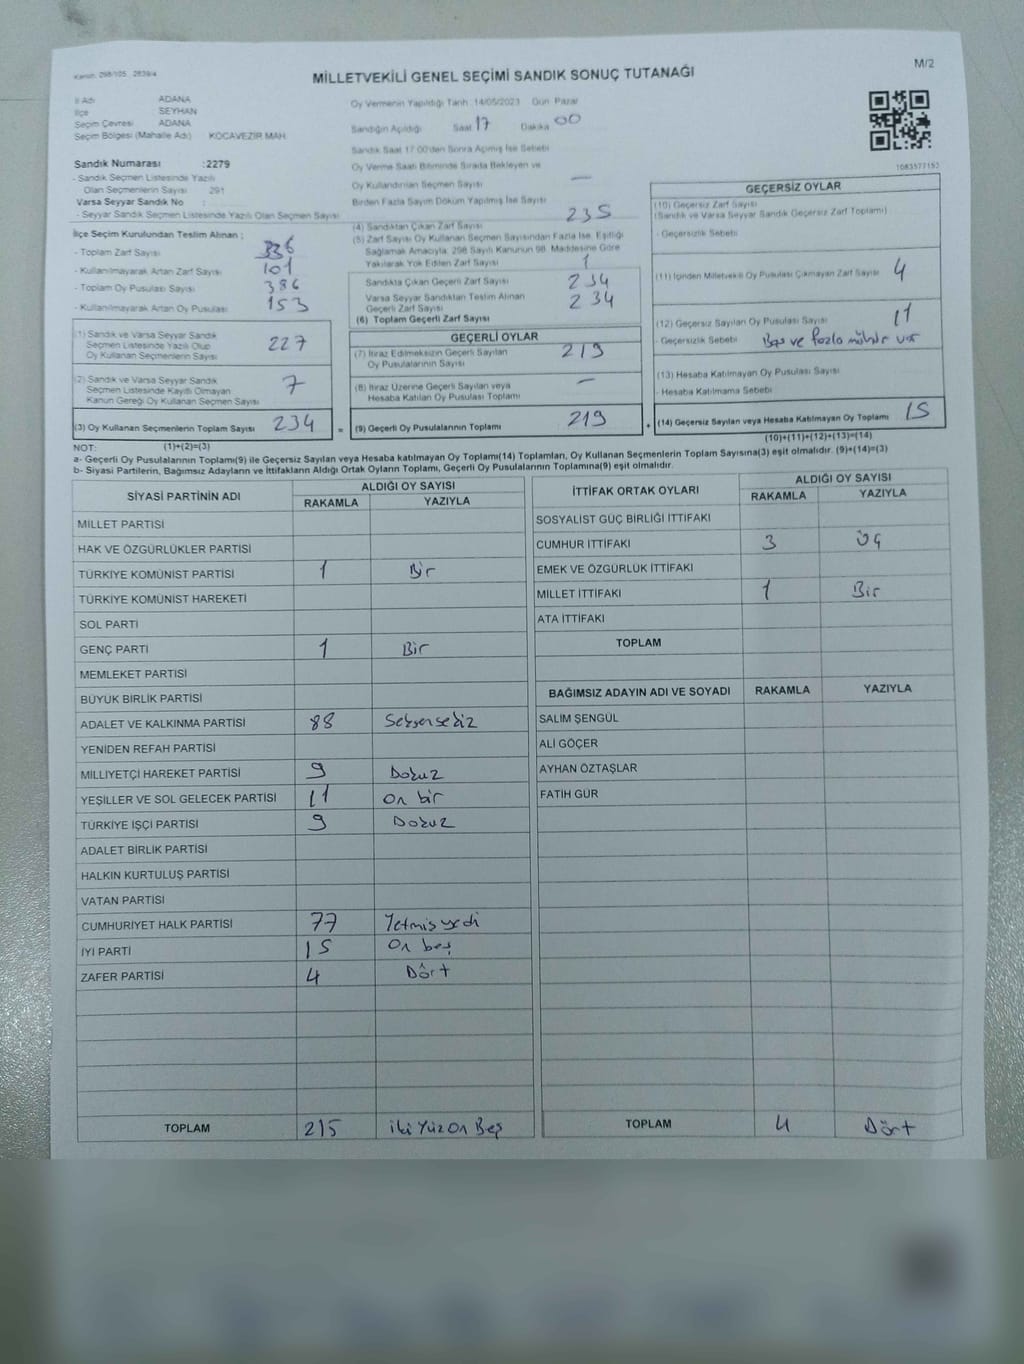 Kanun: 298/105, 2839/4
M/2
MİLLETVEKİLİ GENEL SEÇİMİ SANDIK SONUÇ TUTANAĞI
İl Adı ADANA
İlçe SEYHAN
Seçim Çevresi ADANA
Seçim Bölgesi (Mahalle Adı) KOCAVEZİR MAH.
Sandık Numarası :2279
- Sandık Seçmen Listesinde Yazılı
Olan Seçmenlerin Sayısı 291
Varsa Seyyar Sandık No :
- Seyyar Sandık Seçmen Listesinde Yazılı Olan Seçmen Sayısı
İlçe Seçim Kurulundan Teslim Alınan ;
- Toplam Zarf Sayısı 336
- Kullanılmayarak Artan Zarf Sayısı 101
- Toplam Oy Pusulası Sayısı 386
- Kullanılmayarak Artan Oy Pusulası 153
(1) Sandık ve Varsa Seyyar Sandık
Seçmen Listesinde Yazılı Olup
Oy Kullanan Seçmenlerin Sayısı 227
(2) Sandık ve Varsa Seyyar Sandık
Seçmen Listesinde Kayıtlı Olmayan
Kanun Gereği Oy Kullanan Seçmen Sayısı 7
(3) Oy Kullanan Seçmenlerin Toplam Sayısı 234 =
Oy Vermenin Yapıldığı Tarih :14/05/2023 Gün Pazar
Sandığın Açıldığı Saat 17 Dakika 00
Sandık Saat 17:00'den Sonra Açılmış İse Sebebi
Oy Verme Saati Bitiminde Sırada Bekleyen ve
Oy Kullandırılan Seçmen Sayısı —
Birden Fazla Sayım Döküm Yapılmış İse Sayısı
(4) Sandıktan Çıkan Zarf Sayısı 235
(5) Zarf Sayısı Oy Kullanan Seçmen Sayısından Fazla İse, Eşitliği
Sağlamak Amacıyla, 298 Sayılı Kanunun 98. Maddesine Göre
Yakılarak Yok Edilen Zarf Sayısı 1
Sandıkta Çıkan Geçerli Zarf Sayısı 234
Varsa Seyyar Sandıktan Teslim Alınan
Geçerli Zarf Sayısı 234
(6) Toplam Geçerli Zarf Sayısı
GEÇERLİ OYLAR
(7) İtiraz Edilmeksizin Geçerli Sayılan
Oy Pusulalarının Sayısı 219
(8) İtiraz Üzerine Geçerli Sayılan veya
Hesaba Katılan Oy Pusulası Toplamı —
(9) Geçerli Oy Pusulalarının Toplamı 219 +
1083577153
GEÇERSİZ OYLAR
(10) Geçersiz Zarf Sayısı
(Sandık ve Varsa Seyyar Sandık Geçersiz Zarf Toplamı)
- Geçersizlik Sebebi
(11) İçinden Milletvekili Oy Pusulası Çıkmayan Zarf Sayısı 4
(12) Geçersiz Sayılan Oy Pusulası Sayısı 11
- Geçersizlik Sebebi Boş ve fazla mühür var
(13) Hesaba Katılmayan Oy Pusulası Sayısı
- Hesaba Katılmama Sebebi
(14) Geçersiz Sayılan veya Hesaba Katılmayan Oy Toplamı 15
NOT: (1)+(2)=(3)
(10)+(11)+(12)+(13)=(14)
a- Geçerli Oy Pusulalarının Toplamı(9) ile Geçersiz Sayılan veya Hesaba katılmayan Oy Toplamı(14) Toplamları, Oy Kullanan Seçmenlerin Toplam Sayısına(3) eşit olmalıdır. (9)+(14)=(3)
b- Siyasi Partilerin, Bağımsız Adayların ve İttifakların Aldığı Ortak Oyların Toplamı, Geçerli Oy Pusulalarının Toplamına(9) eşit olmalıdır.
SİYASİ PARTİNİN ADI ALDIĞI OY SAYISI
RAKAMLA YAZIYLA
MİLLET PARTİSİ
HAK VE ÖZGÜRLÜKLER PARTİSİ
TÜRKİYE KOMÜNİST PARTİSİ 1 Bir
TÜRKİYE KOMÜNİST HAREKETİ
SOL PARTİ
GENÇ PARTİ 1 Bir
MEMLEKET PARTİSİ
BÜYÜK BİRLİK PARTİSİ
ADALET VE KALKINMA PARTİSİ 88 Seksensekiz
YENİDEN REFAH PARTİSİ
MİLLİYETÇİ HAREKET PARTİSİ 9 Dokuz
YEŞİLLER VE SOL GELECEK PARTİSİ 11 On bir
TÜRKİYE İŞÇİ PARTİSİ 9 Dokuz
ADALET BİRLİK PARTİSİ
HALKIN KURTULUŞ PARTİSİ
VATAN PARTİSİ
CUMHURİYET HALK PARTİSİ 77 Yetmiş yedi
İYİ PARTİ 15 On beş
ZAFER PARTİSİ 4 Dört
TOPLAM 215 iki Yüz On Beş
İTTİFAK ORTAK OYLARI ALDIĞI OY SAYISI
RAKAMLA YAZIYLA
SOSYALİST GÜÇ BİRLİĞİ İTTİFAKI
CUMHUR İTTİFAKI 3 Üç
EMEK VE ÖZGÜRLÜK İTTİFAKI
MİLLET İTTİFAKI 1 Bir
ATA İTTİFAKI
TOPLAM
BAĞIMSIZ ADAYIN ADI VE SOYADI RAKAMLA YAZIYLA
SALİM ŞENGÜL
ALİ GÖÇER
AYHAN ÖZTAŞLAR
FATİH GÜR
TOPLAM 4 Dört